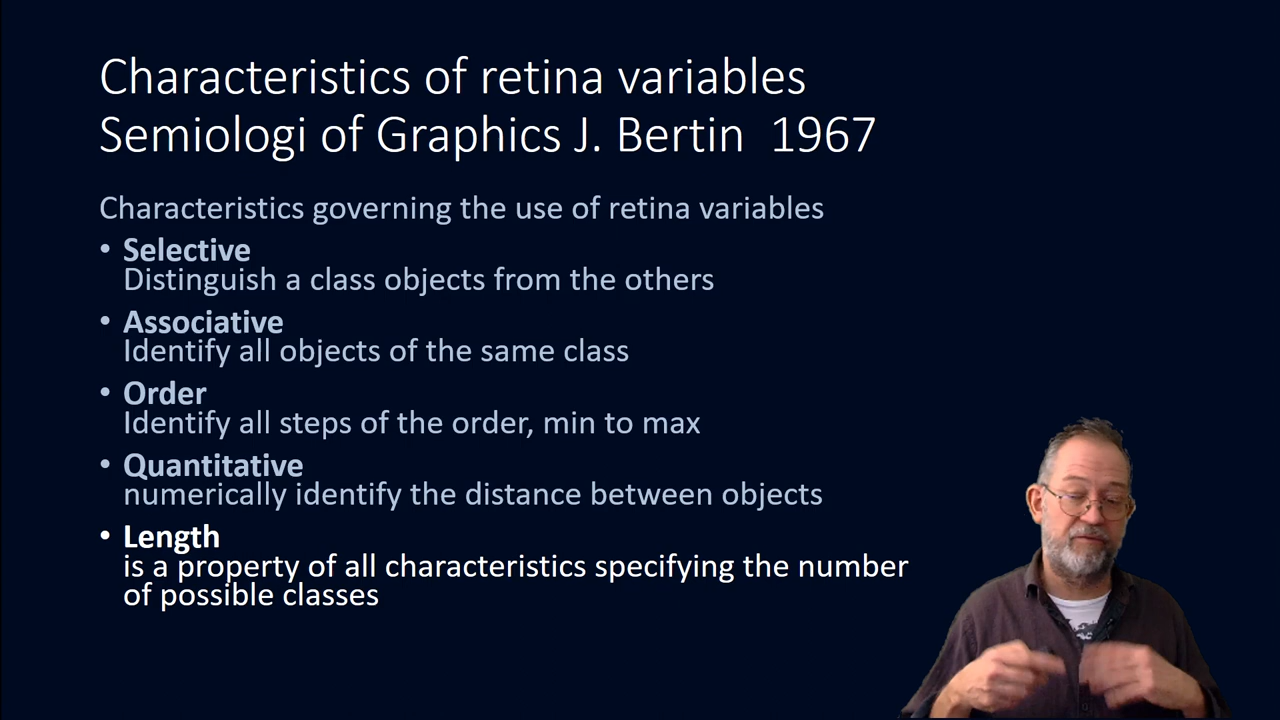 Characteristics of retina variables
Semiologi of Graphics J. Bertin 1967
Characteristics governing the use of retina variables
• Selective
Distinguish a class objects from the others
• Associative
Identify all objects of the same class
• Order
Identify all steps of the order, min to max
• Quantitative
numerically identify the distance between objects
• Length
is a property of all characteristics specifying the number
of possible classes